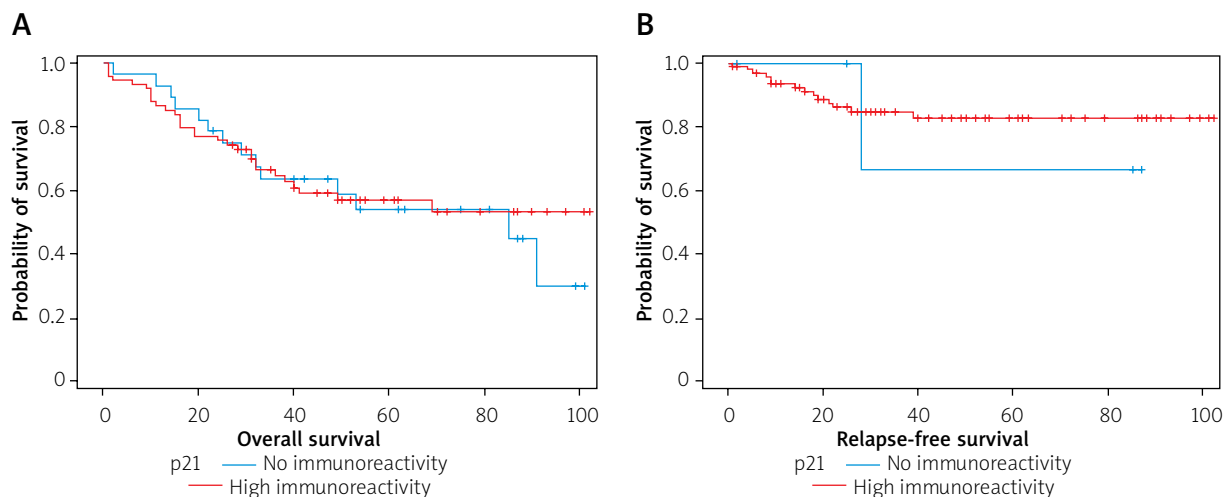 A
Probability of survival
1.0
0.8
0.6
0.4
0.2
0
0 20 40 60 80 100
Overall survival
p21 No immunoreactivity
High immunoreactivity
B
Probability of survival
1.0
0.8
0.6
0.4
0.2
0
0 20 40 60 80 100
Relapse-free survival
p21 No immunoreactivity
High immunoreactivity